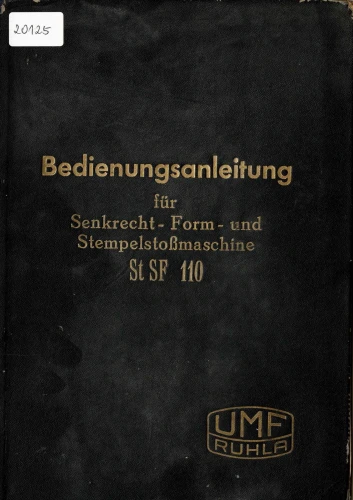 20125
Bedienungsanleitung
für
Senkrecht-Form-und
Stempelstoßmaschine
St SF 110
UMF
RUHLA